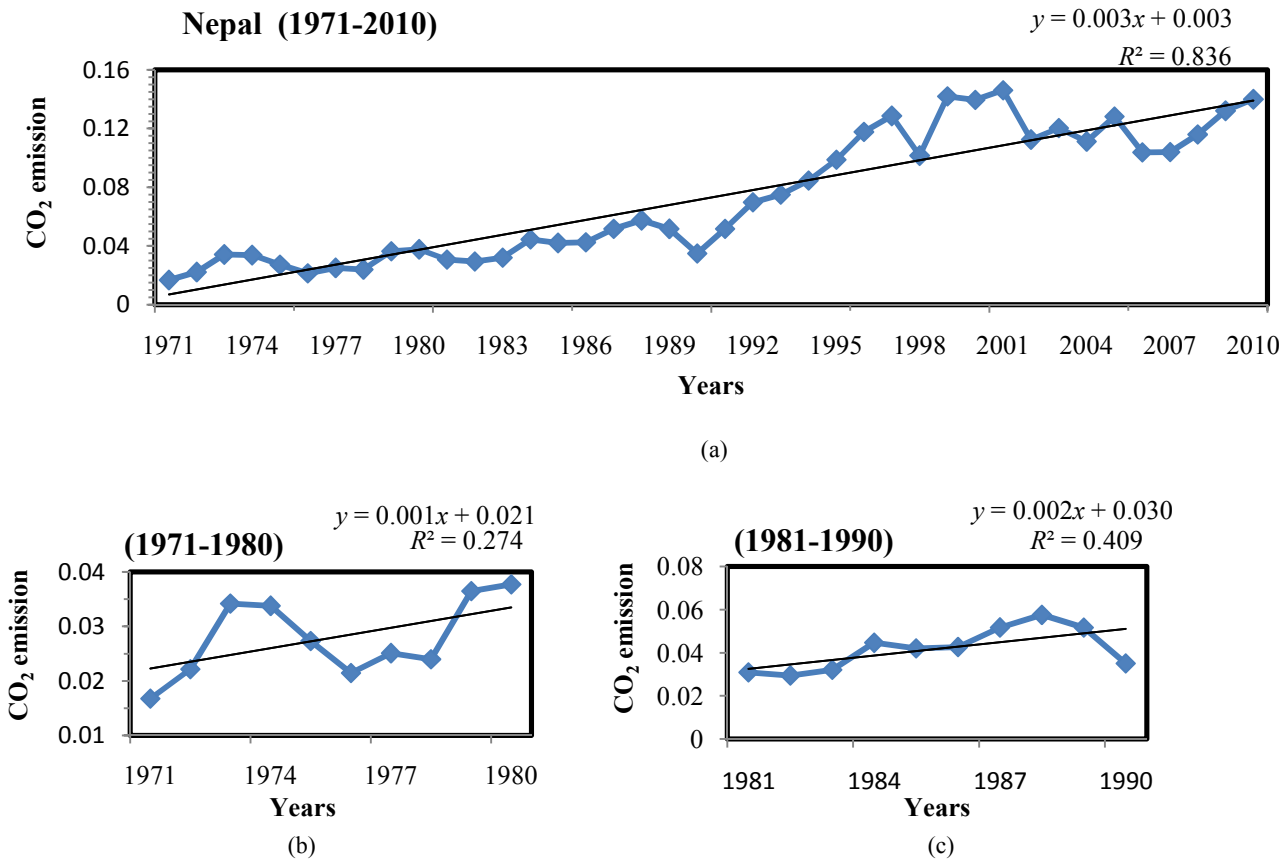 Nepal (1971-2010)
y = 0.003x + 0.003
R² = 0.836
CO₂ emission
0.16
0.12
0.08
0.04
0
1971 1974 1977 1980 1983 1986 1989 1992 1995 1998 2001 2004 2007 2010
Years
(a)
(1971-1980)
y = 0.001x + 0.021
R² = 0.274
CO₂ emission
0.04
0.03
0.02
0.01
1971 1974 1977 1980
Years
(b)
(1981-1990)
y = 0.002x + 0.030
R² = 0.409
CO₂ emission
0.08
0.06
0.04
0.02
0
1981 1984 1987 1990
Years
(c)